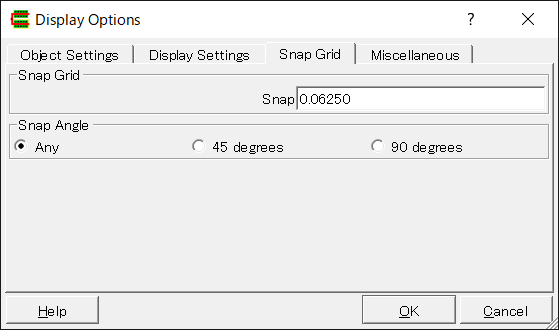 Display Options
?
Object Settings Display Settings Snap Grid Miscellaneous
Snap Grid
Snap 0.06250
Snap Angle
Any 45 degrees 90 degrees
Help OK Cancel